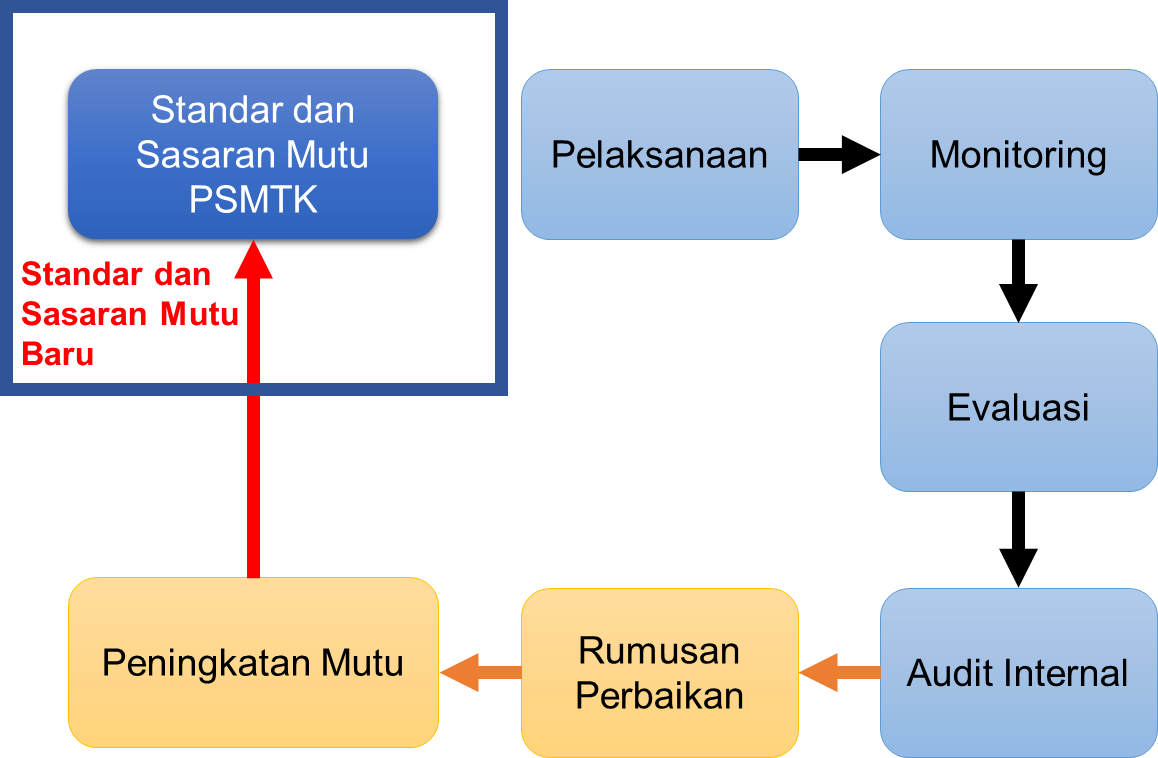 Standar dan
Sasaran Mutu
PSMTK
Pelaksanaan
Monitoring
Standar dan
Sasaran Mutu
Baru
Evaluasi
Peningkatan Mutu
Rumusan
Perbaikan
Audit Internal